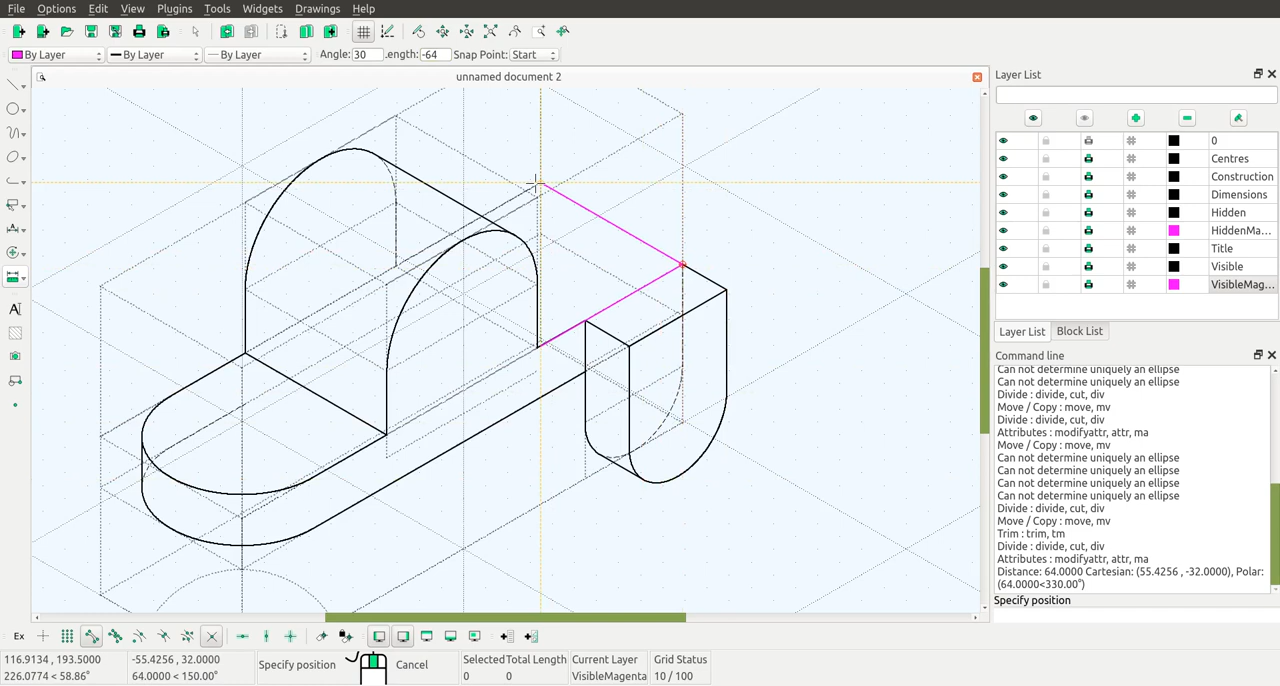 File Options Edit View Plugins Tools Widgets Drawings Help
By Layer By Layer By Layer Angle: 30 Length: -64 Snap Point: Start
unnamed document 2
Layer List
0
Centres
Construction
Dimensions
Hidden
HiddenMa...
Title
Visible
VisibleMag...
Layer List Block List
Command line
Can not determine uniquely an ellipse
Can not determine uniquely an ellipse
Divide : divide, cut, div
Move / Copy : move, mv
Divide : divide, cut, div
Attributes : modifyattr, attr, ma
Move / Copy : move, mv
Can not determine uniquely an ellipse
Can not determine uniquely an ellipse
Can not determine uniquely an ellipse
Can not determine uniquely an ellipse
Divide : divide, cut, div
Move / Copy : move, mv
Trim : trim, tm
Divide : divide, cut, div
Attributes : modifyattr, attr, ma
Distance: 64.0000 Cartesian: (55.4256 , -32.0000), Polar:
(64.0000<330.00°)
Specify position
Ex
116.9134 , 193.5000
226.0774 < 58.86°
-55.4256 , 32.0000
64.0000 < 150.00°
Specify position Cancel
Selected Total Length
0 0
Current Layer
VisibleMagenta
Grid Status
10 / 100